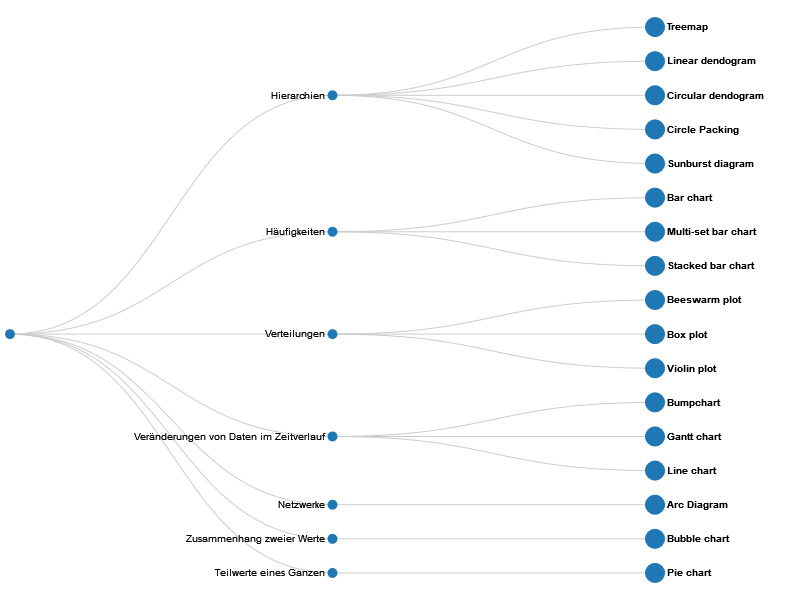 Treemap
Linear dendogram
Hierarchien
Circular dendogram
Circle Packing
Sunburst diagram
Bar chart
Häufigkeiten
Multi-set bar chart
Stacked bar chart
Beeswarm plot
Verteilungen
Box plot
Violin plot
Bumpchart
Veränderungen von Daten im Zeitverlauf
Gantt chart
Line chart
Netzwerke
Arc Diagram
Zusammenhang zweier Werte
Bubble chart
Teilwerte eines Ganzen
Pie chart